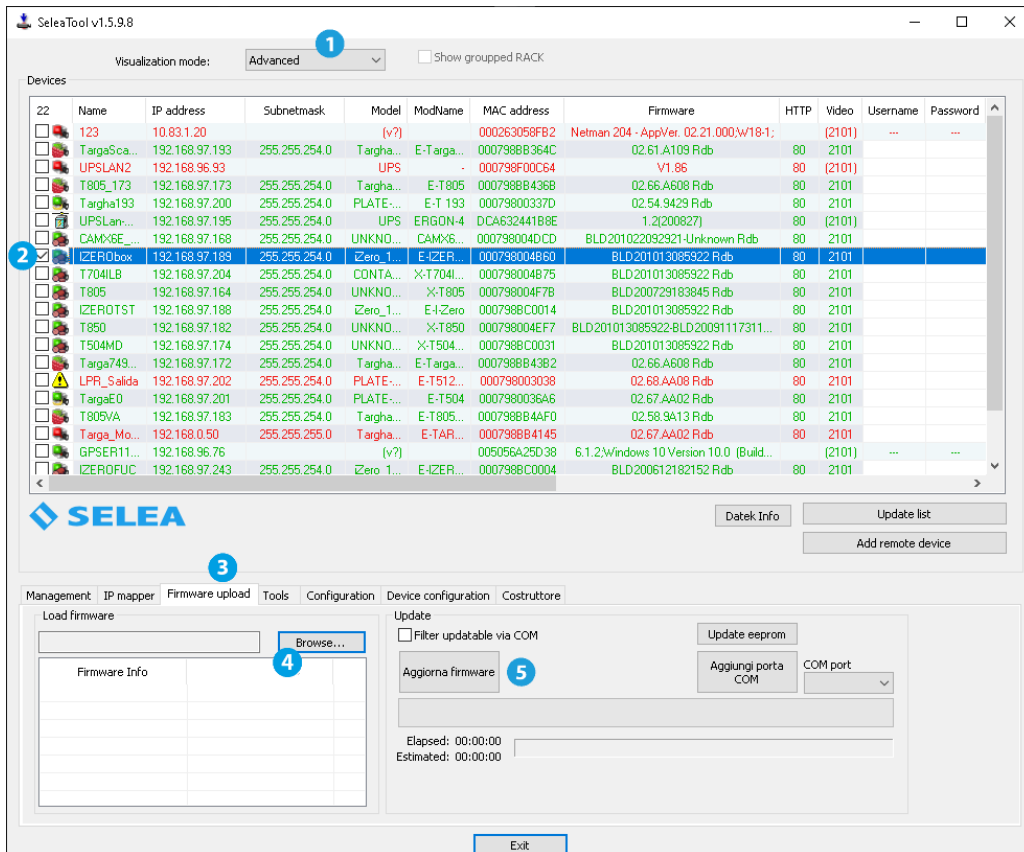 SeleaTool v1.5.9.8
1
Visualization mode: Advanced Show groupped RACK
Devices
22 Name IP address Subnetmask Model ModName MAC address Firmware HTTP Video Username Password
123 10.83.1.20 (v?) 000263058FB2 Netman 204 - AppVer. 02.21.000;W18-1; (2101) --- ---
TargaSca... 192.168.97.193 255.255.254.0 Targha... E-Targa... 000798BB364C 02.61.A109 Rdb 80 2101
UPSLAN2 192.168.96.93 255.255.254.0 UPS - 000798F00C64 V1.86 80 (2101)
T805_173 192.168.97.173 255.255.254.0 Targha... E-T805 000798BB436B 02.66.A608 Rdb 80 2101
Targha193 192.168.97.200 255.255.254.0 PLATE-... E-T 193 00079800337D 02.54.9429 Rdb 80 2101
UPSLan-... 192.168.97.195 255.255.254.0 UPS ERGON-4 DCA632441B8E 1.2(200827) 80 (2101)
CAMX6E_... 192.168.97.168 255.255.254.0 UNKNO... CAMX6... 000798004DCD BLD201022092921-Unknown Rdb 80 2101
2 IZERObox 192.168.97.189 255.255.254.0 iZero_1... E-IZER... 000798004B60 BLD201013085922 Rdb 80 2101
T704ILB 192.168.97.204 255.255.254.0 CONTA... X-T704I... 000798004B75 BLD201013085922 Rdb 80 2101
T805 192.168.97.164 255.255.254.0 UNKNO... X-T805 000798004F7B BLD200729183845 Rdb 80 2101
IZEROTST 192.168.97.188 255.255.254.0 iZero_1... E-I-Zero 000798BC0014 BLD201013085922 Rdb 80 2101
T850 192.168.97.182 255.255.254.0 UNKNO... X-T850 000798004EF7 BLD201013085922-BLD20091117311... 80 2101
T504MD 192.168.97.174 255.255.254.0 UNKNO... X-T504... 000798BC0031 BLD201013085922 Rdb 80 2101
Targa749... 192.168.97.172 255.255.254.0 Targha... E-Targa... 000798BB43B2 02.66.A608 Rdb 80 2101
LPR_Salida 192.168.97.202 255.255.254.0 PLATE-... E-T512... 000798003038 02.68.AA08 Rdb 80 2101
TargaE0 192.168.97.201 255.255.254.0 PLATE-... E-T504 0007980036A6 02.67.AA02 Rdb 80 2101
T805VA 192.168.97.183 255.255.254.0 Targha... E-T805... 000798BB4AF0 02.58.9A13 Rdb 80 2101
Targa_Mo... 192.168.0.50 255.255.255.0 Targha... E-TAR... 000798BB4145 02.67.AA02 Rdb 80 2101
GPSER11... 192.168.96.76 (v?) 005056A25D38 6.1.2;Windows 10 Version 10.0 (Build... (2101) --- ---
IZEROFUC 192.168.97.243 255.255.254.0 iZero_1... E-IZER... 000798BC0004 BLD200612182152 Rdb 80 2101
SELEA
Datek Info Update list
Add remote device
3
Management IP mapper Firmware upload Tools Configuration Device configuration Costruttore
Load firmware Update
Browse... Filter updatable via COM Update eeprom
4
Firmware Info Aggiorna firmware 5 Aggiungi porta COM COM port
Elapsed: 00:00:00
Estimated: 00:00:00
Exit